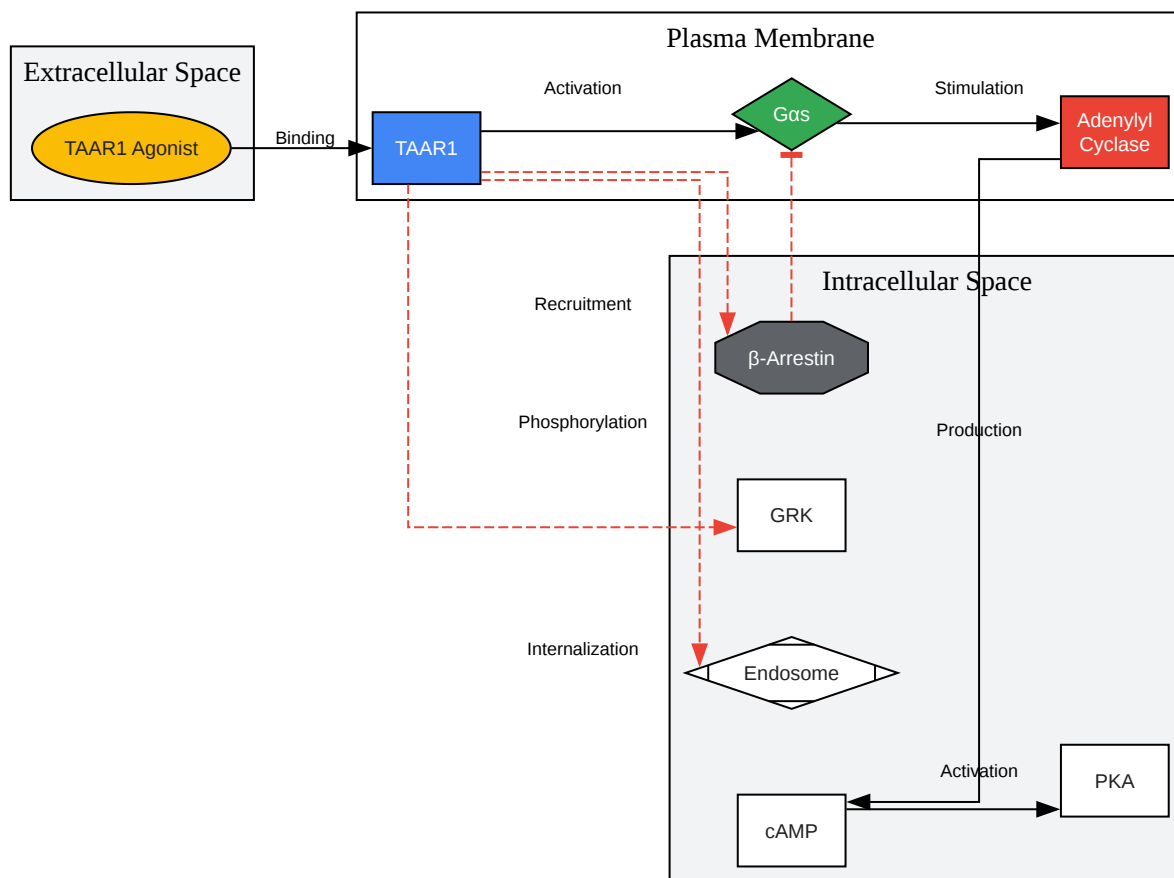 Plasma Membrane
Extracellular Space
Activation
Stimulation
Gαs
TAAR1 Agonist
Binding
TAAR1
Adenylyl
Cyclase
Intracellular Space
Recruitment
β-Arrestin
Phosphorylation
Production
GRK
Internalization
Endosome
Activation
PKA
cAMP